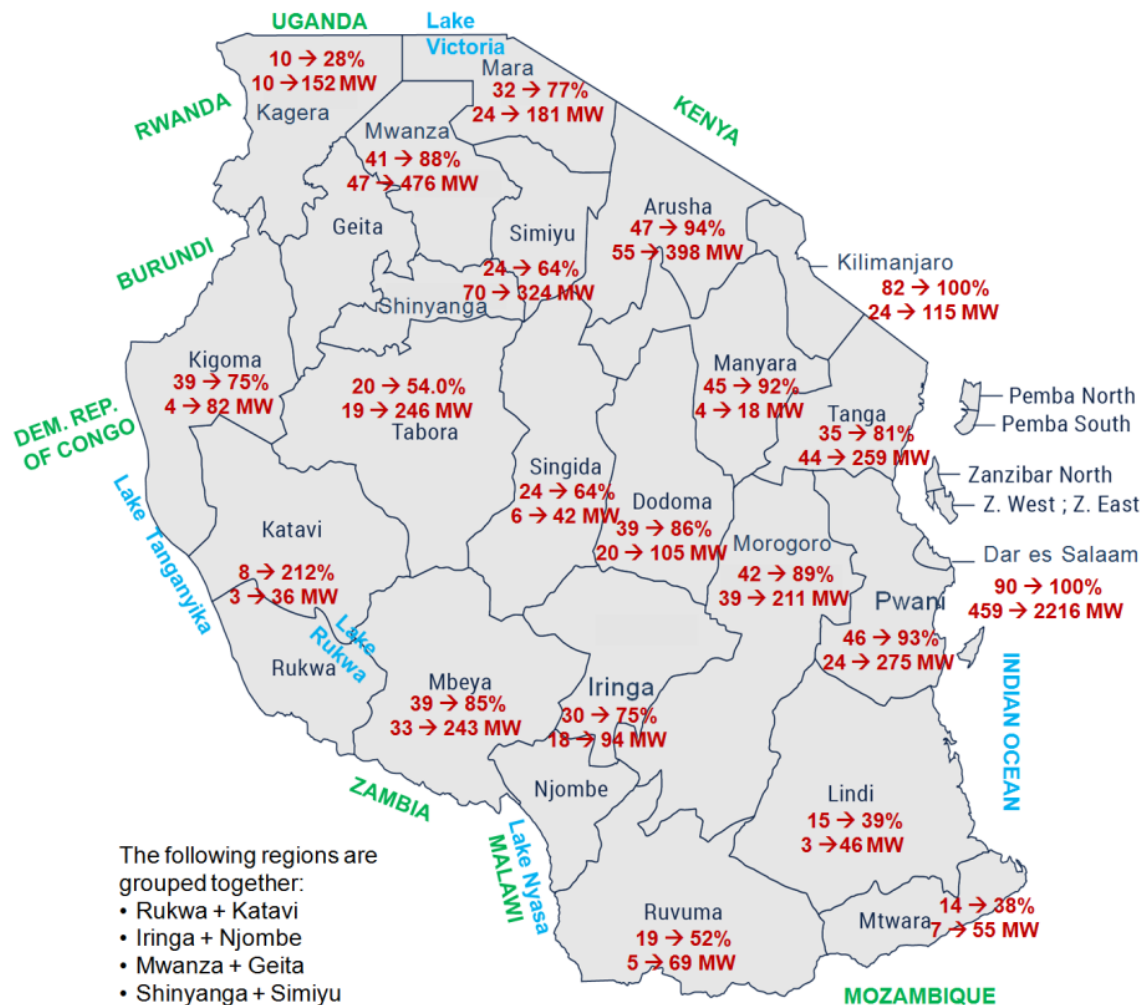 UGANDA
Lake
Victoria
10 → 28%
10 → 152 MW
Kagera
RWANDA
Mara
32 → 77%
24 → 181 MW
KENYA
Mwanza
41 → 88%
47 → 476 MW
Geita
Simiyu
24 → 64%
70 → 324 MW
Shinyanga
Arusha
47 → 94%
55 → 398 MW
Kilimanjaro
82 → 100%
24 → 115 MW
BURUNDI
Kigoma
39 → 75%
4 → 82 MW
20 → 54.0%
19 → 246 MW
Tabora
Manyara
45 → 92%
4 → 18 MW
Tanga
35 → 81%
44 → 259 MW
Pemba North
Pemba South
DEM. REP.
OF CONGO
Singida
24 → 64%
6 → 42 MW
Dodoma
39 → 86%
20 → 105 MW
Zanzibar North
Z. West ; Z. East
Lake Tanganyika
Katavi
8 → 212%
3 → 36 MW
Morogoro
42 → 89%
39 → 211 MW
Dar es Salaam
90 → 100%
459 → 2216 MW
Pwani
46 → 93%
24 → 275 MW
Lake
Rukwa
Rukwa
Mbeya
39 → 85%
33 → 243 MW
Iringa
30 → 75%
18 → 94 MW
INDIAN OCEAN
ZAMBIA
Njombe
Lindi
15 → 39%
3 → 46 MW
Lake Nyasa
MALAWI
Ruvuma
19 → 52%
5 → 69 MW
Mtwara
14 → 38%
7 → 55 MW
MOZAMBIQUE
The following regions are
grouped together:
• Rukwa + Katavi
• Iringa + Njombe
• Mwanza + Geita
• Shinyanga + Simiyu